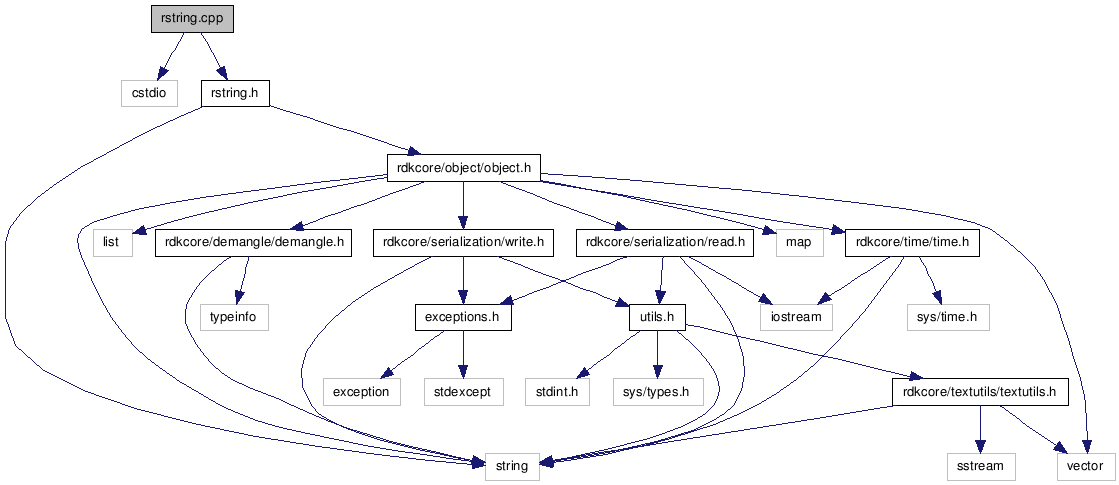 rstring.cpp
cstdio
rstring.h
rdkcore/object/object.h
list
rdkcore/demangle/demangle.h
rdkcore/serialization/write.h
rdkcore/serialization/read.h
map
rdkcore/time/time.h
typeinfo
exceptions.h
utils.h
iostream
sys/time.h
exception
stdexcept
stdint.h
sys/types.h
rdkcore/textutils/textutils.h
string
sstream
vector